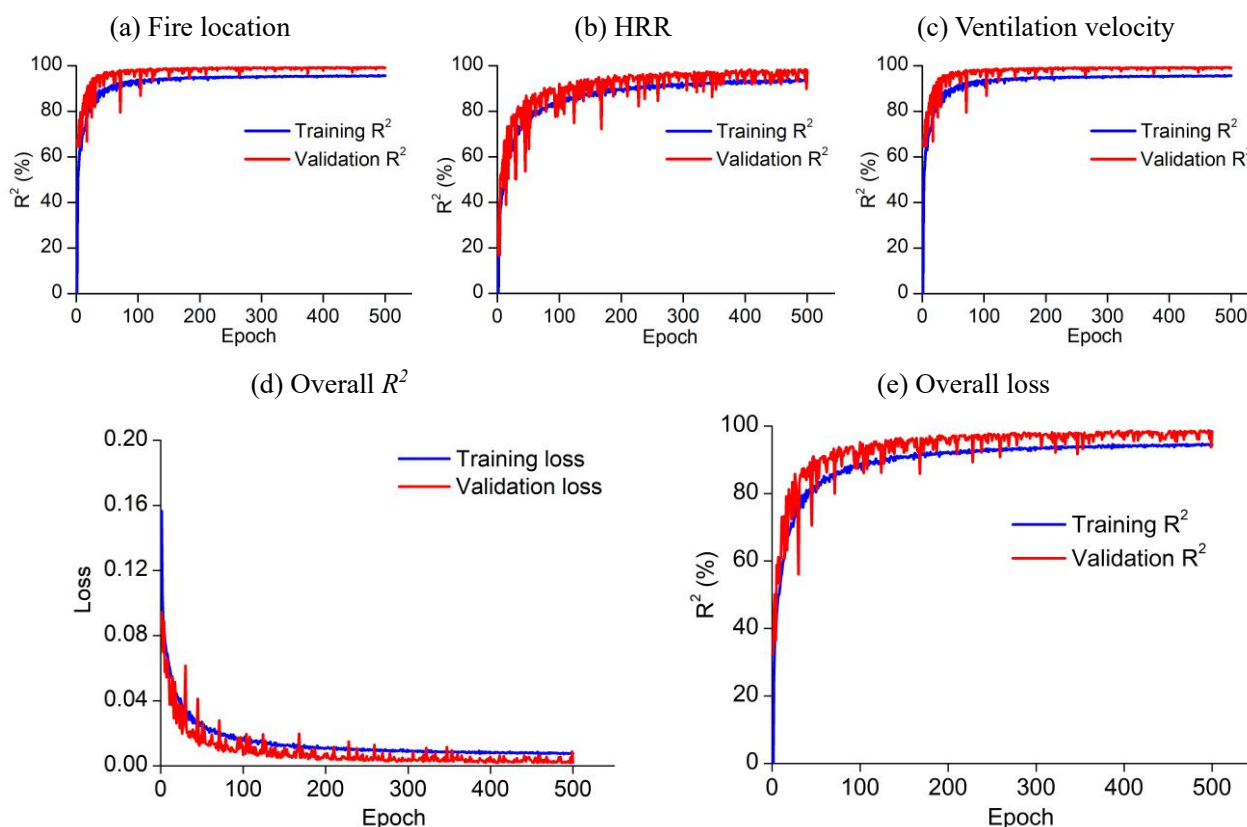 (a) Fire location
(b) HRR
(c) Ventilation velocity
100
80
60
40
20
0
R² (%)
Training R²
Validation R²
0 100 200 300 400 500
Epoch
100
80
60
40
20
0
R² (%)
Training R²
Validation R²
0 100 200 300 400 500
Epoch
100
80
60
40
20
0
R² (%)
Training R²
Validation R²
0 100 200 300 400 500
Epoch
(d) Overall R²
(e) Overall loss
0.20
0.16
0.12
0.08
0.04
0.00
Loss
Training loss
Validation loss
0 100 200 300 400 500
Epoch
100
80
60
40
20
0
R² (%)
Training R²
Validation R²
0 100 200 300 400 500
Epoch